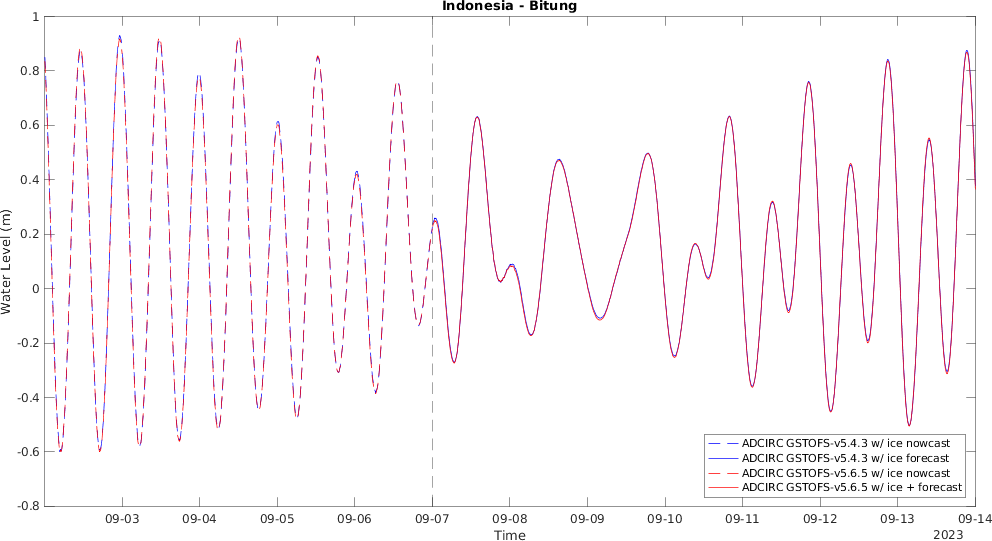 Indonesia - Bitung
Water Level (m)
1
0.8
0.6
0.4
0.2
0
-0.2
-0.4
-0.6
-0.8
ADCIRC GSTOFS-v5.4.3 w/ ice nowcast
ADCIRC GSTOFS-v5.4.3 w/ ice forecast
ADCIRC GSTOFS-v5.6.5 w/ ice nowcast
ADCIRC GSTOFS-v5.6.5 w/ ice + forecast
09-03 09-04 09-05 09-06 09-07 09-08 09-09 09-10 09-11 09-12 09-13 09-14
Time
2023